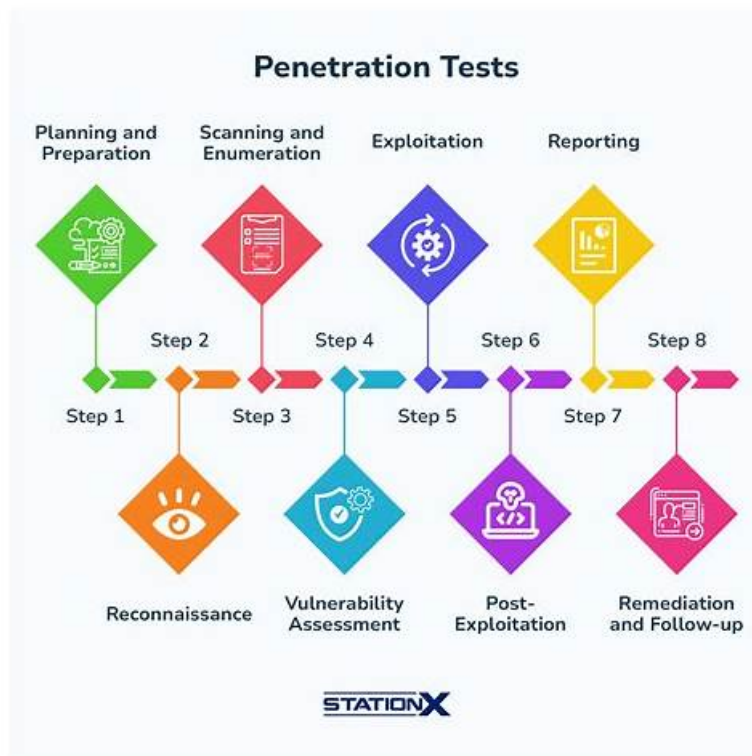 Penetration Tests
Planning and
Preparation
Scanning and
Enumeration
Exploitation
Reporting
Step 2
Step 4
Step 6
Step 8
Step 1
Step 3
Step 5
Step 7
Reconnaissance
Vulnerability
Assessment
Post-
Exploitation
Remediation
and Follow-up
STATIONX